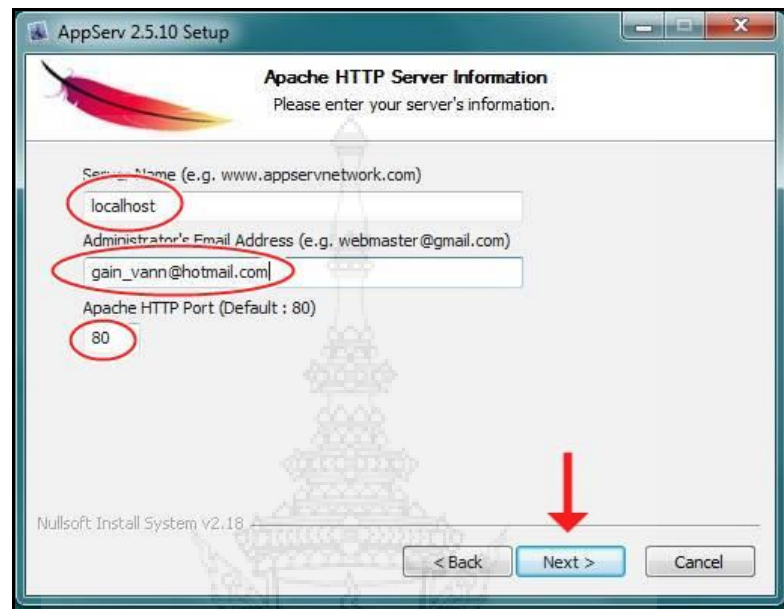 AppServ 2.5.10 Setup
Apache HTTP Server Information
Please enter your server's information.
Server Name (e.g. www.appservnetwork.com)
localhost
Administrator's Email Address (e.g. webmaster@gmail.com)
gain_vann@hotmail.com
Apache HTTP Port (Default : 80)
80
Nullsoft Install System v2.18
< Back
Next >
Cancel